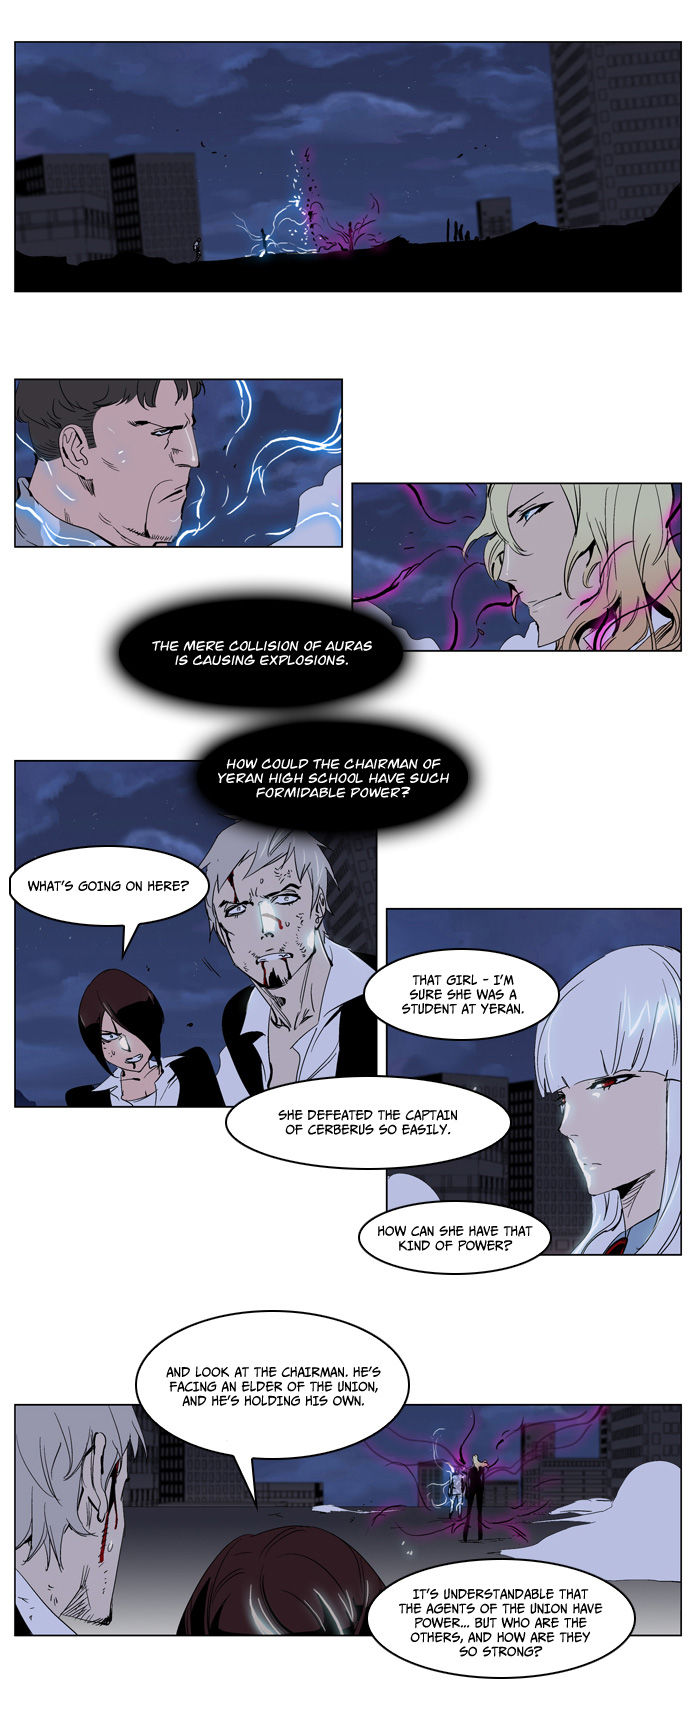 THE MERE COLLISION OF AURAS
IS CAUSING EXPLOSIONS.
HOW COULD THE CHAIRMAN OF
YERAN HIGH SCHOOL HAVE SUCH
FORMIDABLE POWER?
WHAT'S GOING ON HERE?
THAT GIRL - I'M
SURE SHE WAS A
STUDENT AT YERAN.
SHE DEFEATED THE CAPTAIN
OF CERBERUS SO EASILY.
HOW CAN SHE HAVE THAT
KIND OF POWER?
AND LOOK AT THE CHAIRMAN. HE'S
FACING AN ELDER OF THE UNION,
AND HE'S HOLDING HIS OWN.
IT'S UNDERSTANDABLE THAT
THE AGENTS OF THE UNION HAVE
POWER... BUT WHO ARE THE
OTHERS, AND HOW ARE THEY
SO STRONG?